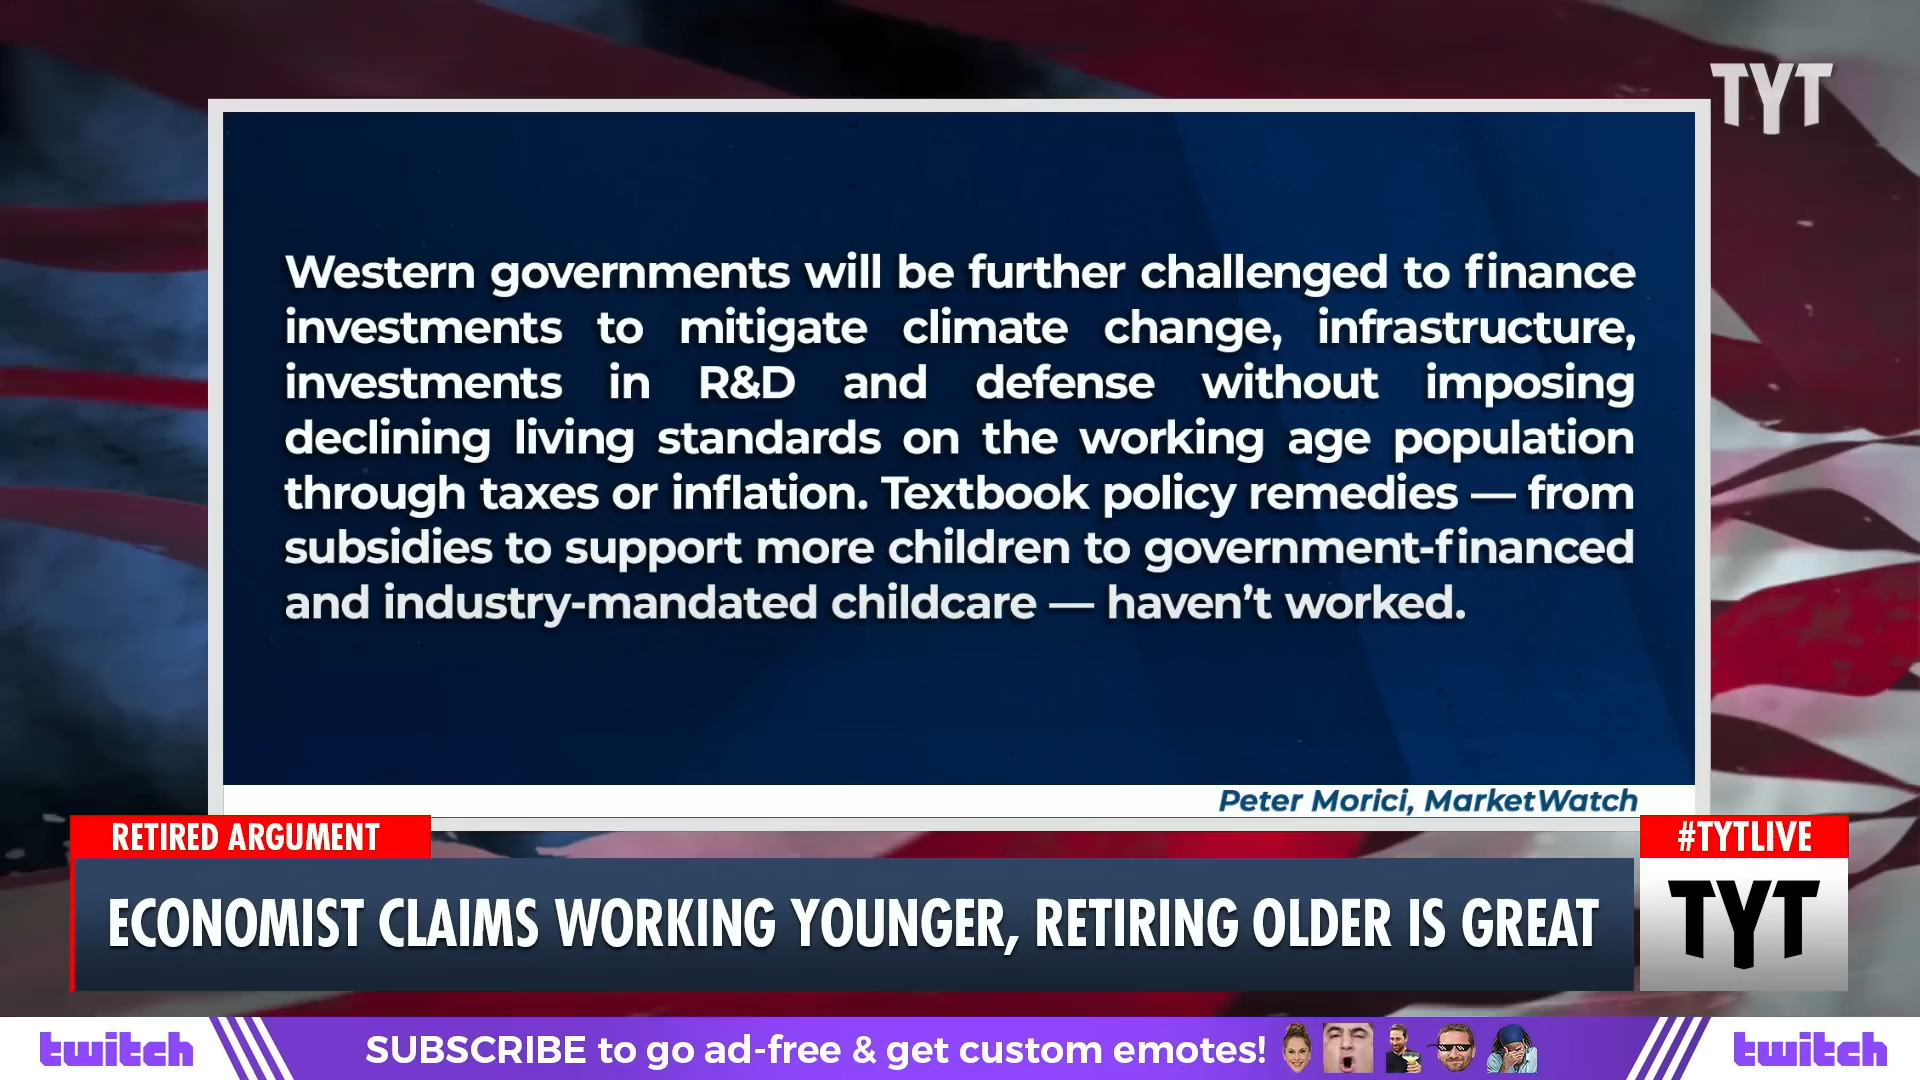 TYT
Western governments will be further challenged to finance
investments to mitigate climate change, infrastructure,
investments in R&D and defense without imposing
declining living standards on the working age population
through taxes or inflation. Textbook policy remedies — from
subsidies to support more children to government-financed
and industry-mandated childcare — haven’t worked.
Peter Morici, MarketWatch
RETIRED ARGUMENT
#TYTLIVE
ECONOMIST CLAIMS WORKING YOUNGER, RETIRING OLDER IS GREAT
TYT
twitch
SUBSCRIBE to go ad-free & get custom emotes!
twitch